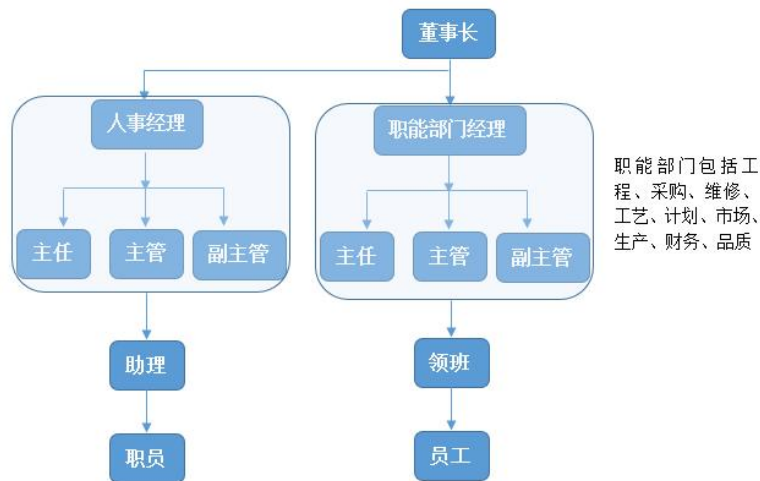 董事长
人事经理
职能部门经理
主任
主管
副主管
主任
主管
副主管
职能部门包括工
程、采购、维修、
工艺、计划、市场、
生产、财务、品质
助理
领班
职员
员工